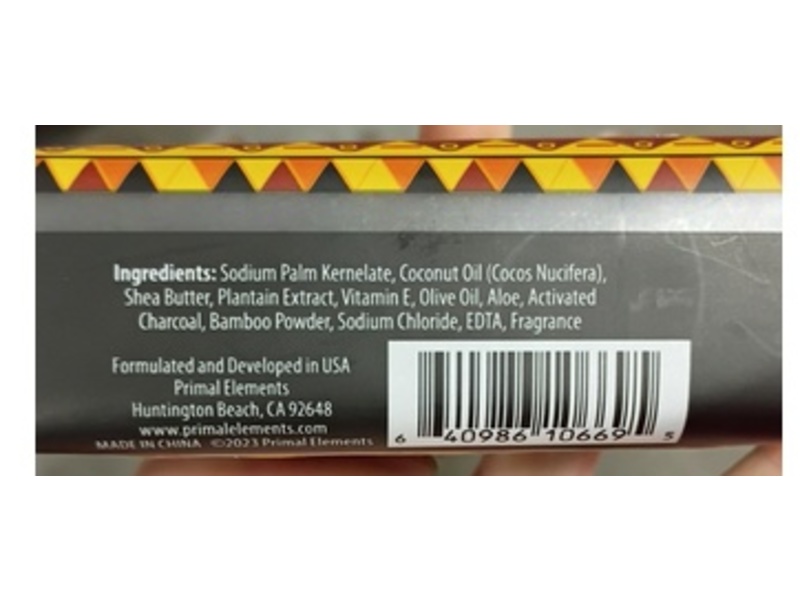 Ingredients: Sodium Palm Kernelate, Coconut Oil (Cocos Nucifera),
Shea Butter, Plantain Extract, Vitamin E, Olive Oil, Aloe, Activated
Charcoal, Bamboo Powder, Sodium Chloride, EDTA, Fragrance
Formulated and Developed in USA
Primal Elements
Huntington Beach, CA 92648
www.primalelements.com
MADE IN CHINA ©2023 Primal Elements
6 40986 10669 5